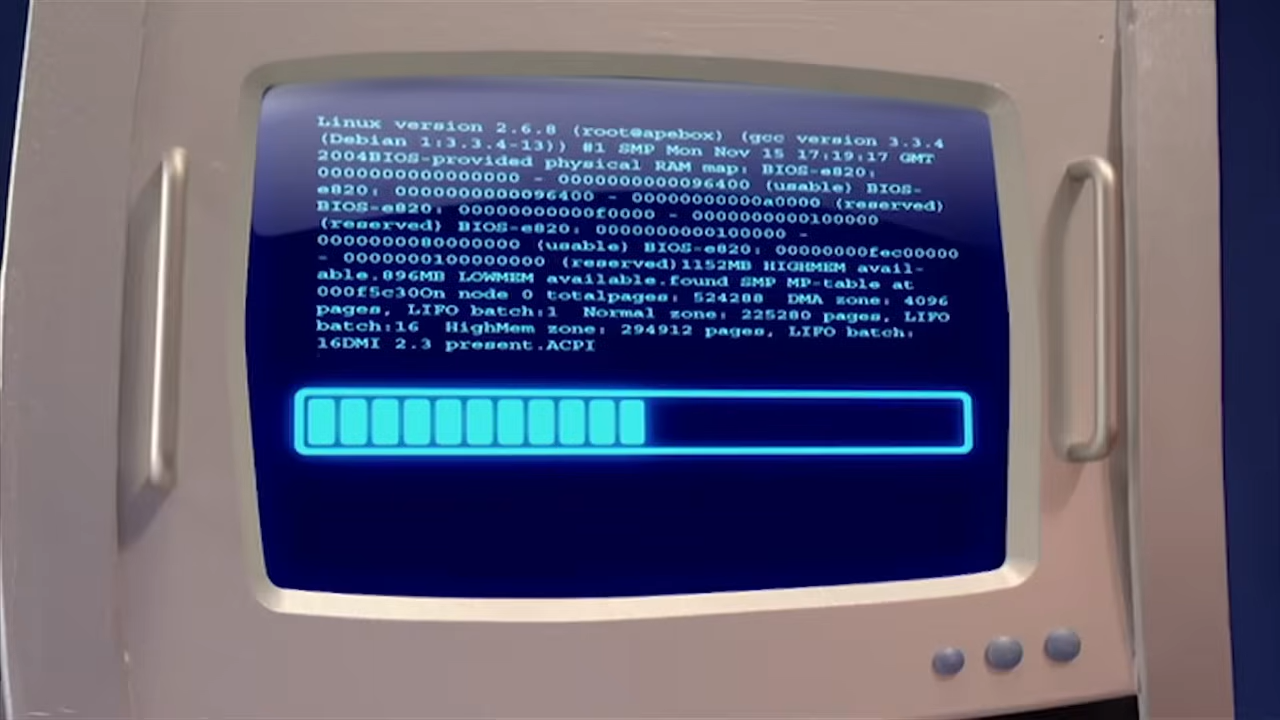 Linux version 2.6.8 (root@apebox) (gcc version 3.3.4
(Debian 1:3.3.4-13)) #1 SMP Mon Nov 15 17:19:17 GMT
2004BIOS-provided physical RAM map: BIOS-e820:
0000000000000000 - 0000000000096400 (usable) BIOS-
e820: 0000000000096400 - 00000000000a0000 (reserved)
BIOS-e820: 00000000000f0000 - 0000000000100000
(reserved) BIOS-e820: 0000000000100000 -
0000000080000000 (usable) BIOS-e820: 00000000fec00000
- 0000000100000000 (reserved)1152MB HIGHMEM avail-
able.896MB LOWMEM available.found SMP MP-table at
000f5c30On node 0 totalpages: 524288  DMA zone: 4096
pages, LIFO batch:1  Normal zone: 225280 pages, LIFO
batch:16  HighMem zone: 294912 pages, LIFO batch:
16DMI 2.3 present.ACPI